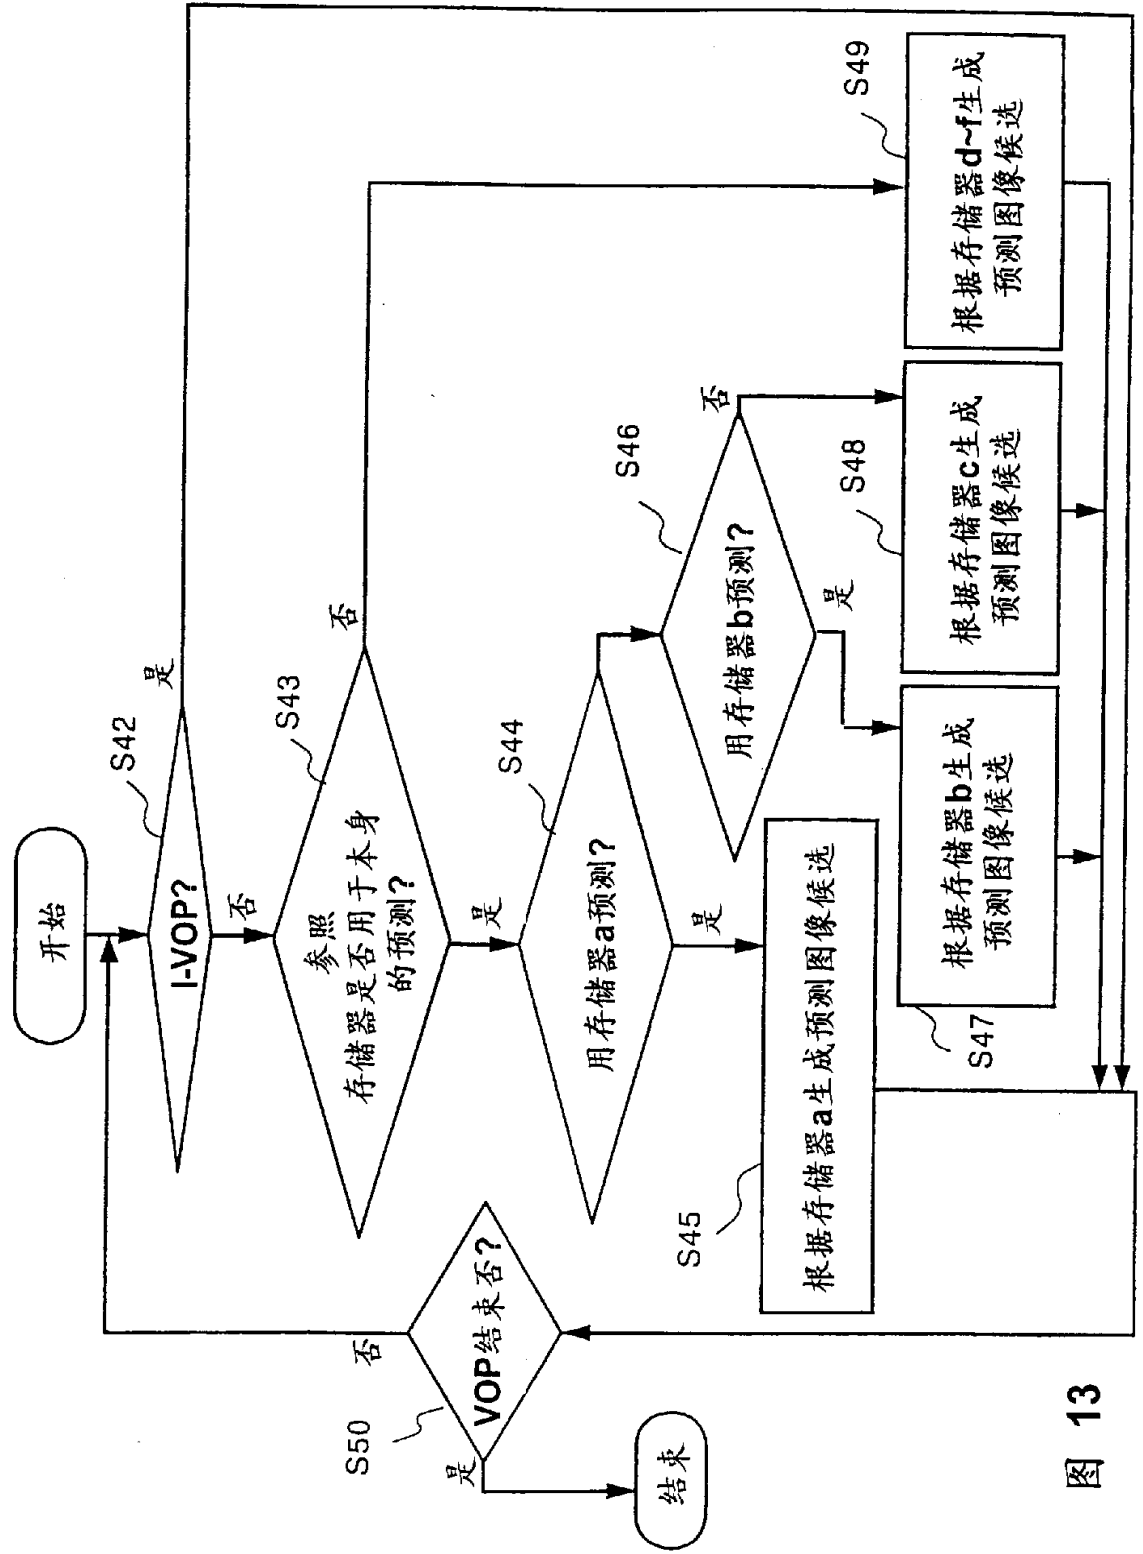 开始
S42
I-VOP?
是
否
S43
参照
存储器是否用于本身
的预测?
否
是
S44
用存储器a预测?
是
S46
用存储器b预测?
否
是
S45
根据存储器a生成预测图像候选
S47
根据存储器b生成
预测图像候选
S48
根据存储器c生成
预测图像候选
S49
根据存储器d~f生成
预测图像候选
S50
VOP结束否?
否
是
结束
图 13